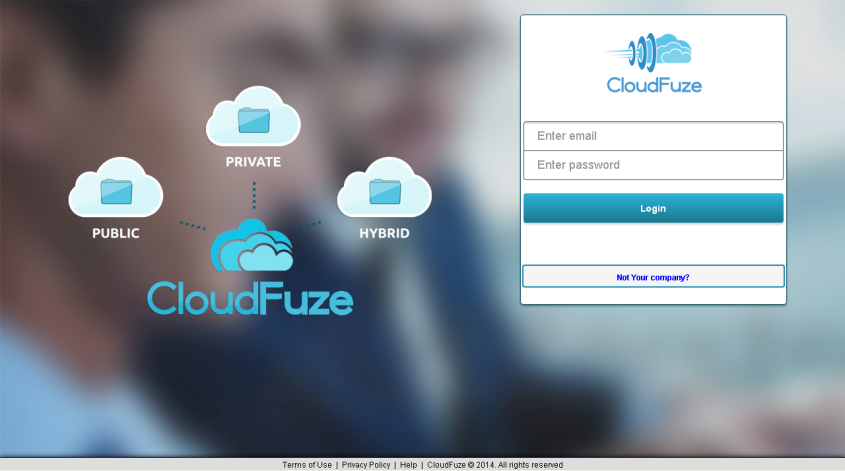 PRIVATE
PUBLIC
HYBRID
CloudFuze
CloudFuze
Enter email
Enter password
Login
Not Your company?
Terms of Use | Privacy Policy | Help | CloudFuze © 2014. All rights reserved